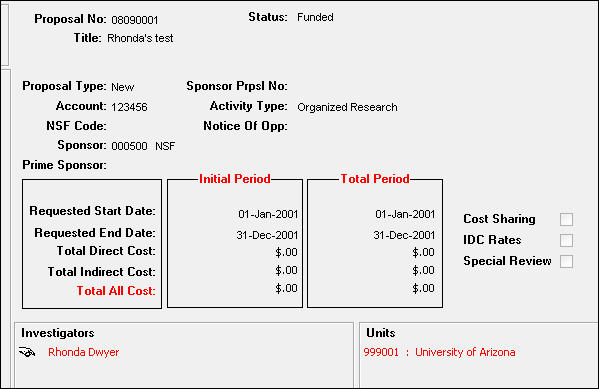 Proposal No: 08090001 Status: Funded
Title: Rhonda's test
Proposal Type: New Sponsor Prpsl No:
Account: 123456 Activity Type: Organized Research
NSF Code: Notice Of Opp:
Sponsor: 000500 NSF
Prime Sponsor:
Initial Period Total Period
Requested Start Date: 01-Jan-2001 01-Jan-2001 Cost Sharing
Requested End Date: 31-Dec-2001 31-Dec-2001 IDC Rates
Total Direct Cost: $.00 $.00 Special Review
Total Indirect Cost: $.00 $.00
Total All Cost: $.00 $.00
Investigators Units
Rhonda Dwyer 999001 : University of Arizona